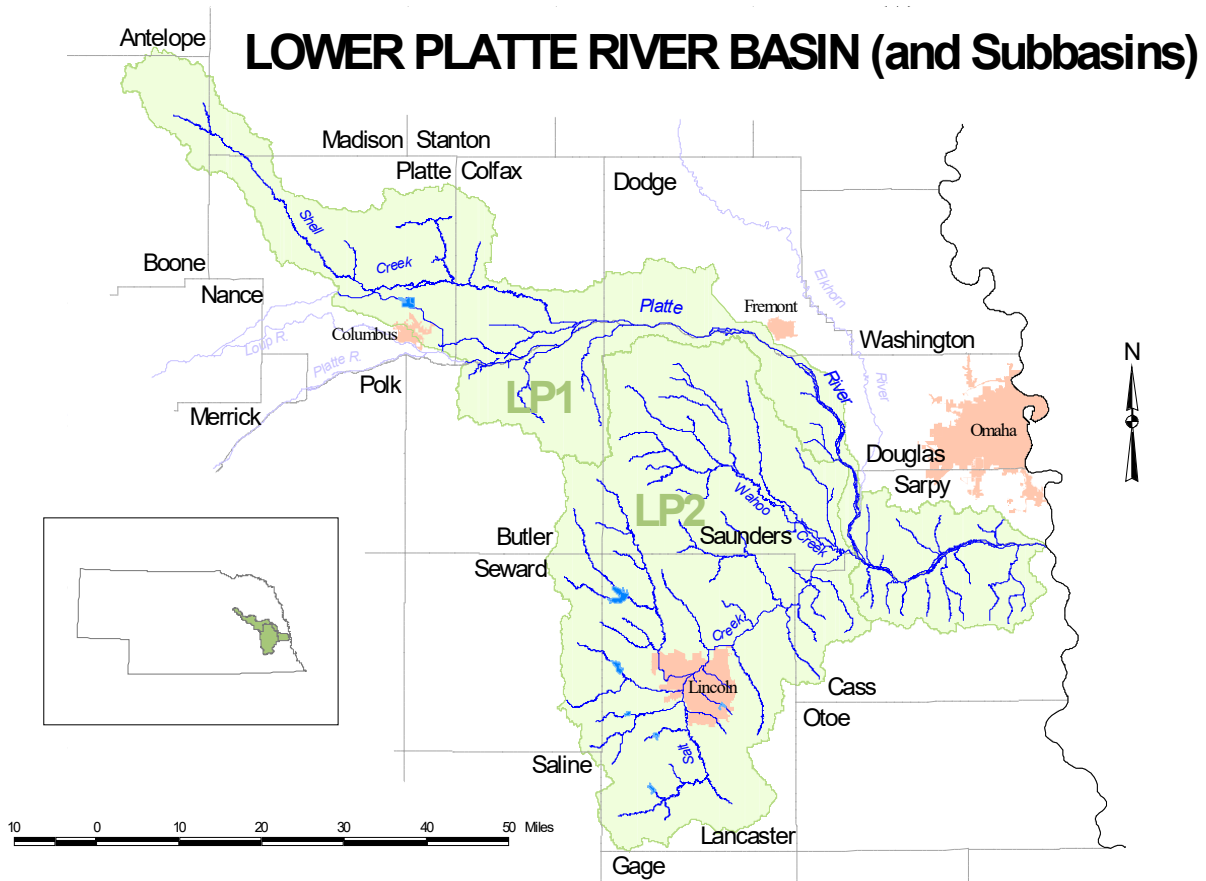 LOWER PLATTE RIVER BASIN (and Subbasins)
Antelope
Madison
Stanton
Platte
Colfax
Dodge
Shell
Creek
Boone
Nance
Elkhorn
River
Platte
River
Fremont
Columbus
Loup R.
Platte R.
Washington
Polk
Merrick
LP1
N
Omaha
Douglas
Sarpy
LP2
Wahoo
Creek
Saunders
Butler
Seward
Creek
Lincoln
Cass
Otoe
Salt
Saline
Lancaster
Gage
10 0 10 20 30 40 50 Miles